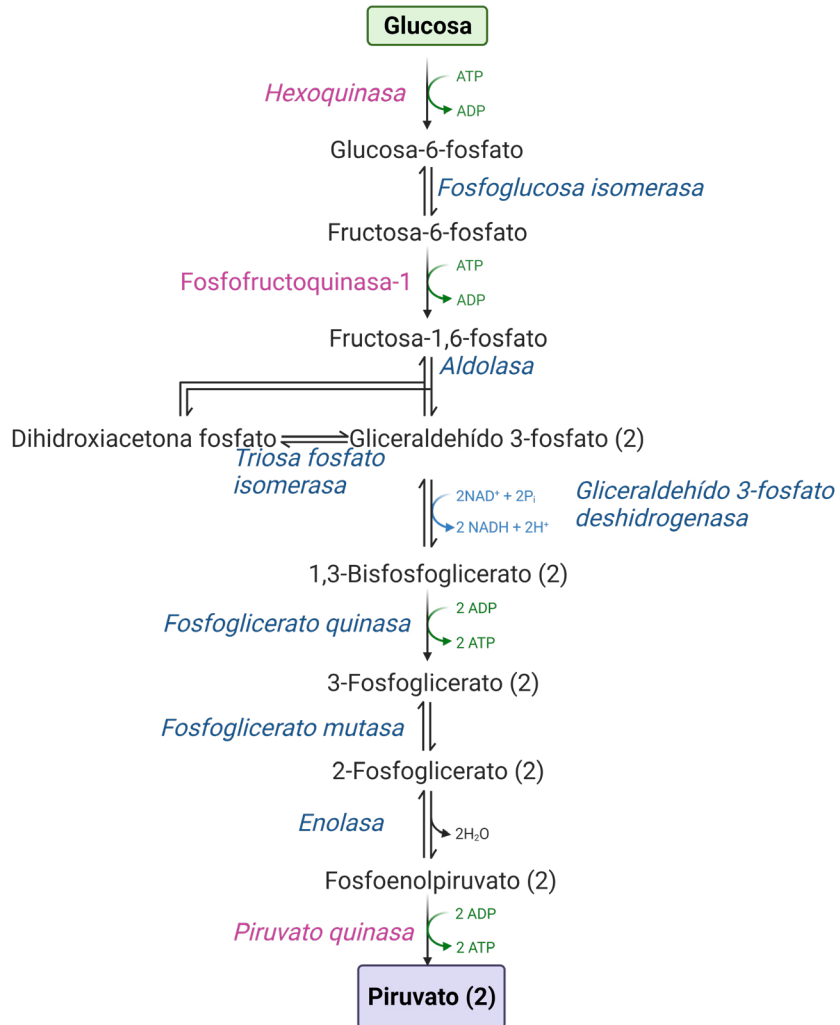 Glucosa
Hexoquinasa
ATP
ADP
Glucosa-6-fosfato
Fosfoglucosa isomerasa
Fructosa-6-fosfato
Fosfofructoquinasa-1
ATP
ADP
Fructosa-1,6-fosfato
Aldolasa
Dihidroxiacetona fosfato
Gliceraldehído 3-fosfato (2)
Triosa fosfato
isomerasa
2NAD⁺ + 2Pᵢ
2 NADH + 2H⁺
Gliceraldehído 3-fosfato
deshidrogenasa
1,3-Bisfosfoglicerato (2)
Fosfoglicerato quinasa
2 ADP
2 ATP
3-Fosfoglicerato (2)
Fosfoglicerato mutasa
2-Fosfoglicerato (2)
Enolasa
2H₂O
Fosfoenolpiruvato (2)
Piruvato quinasa
2 ADP
2 ATP
Piruvato (2)